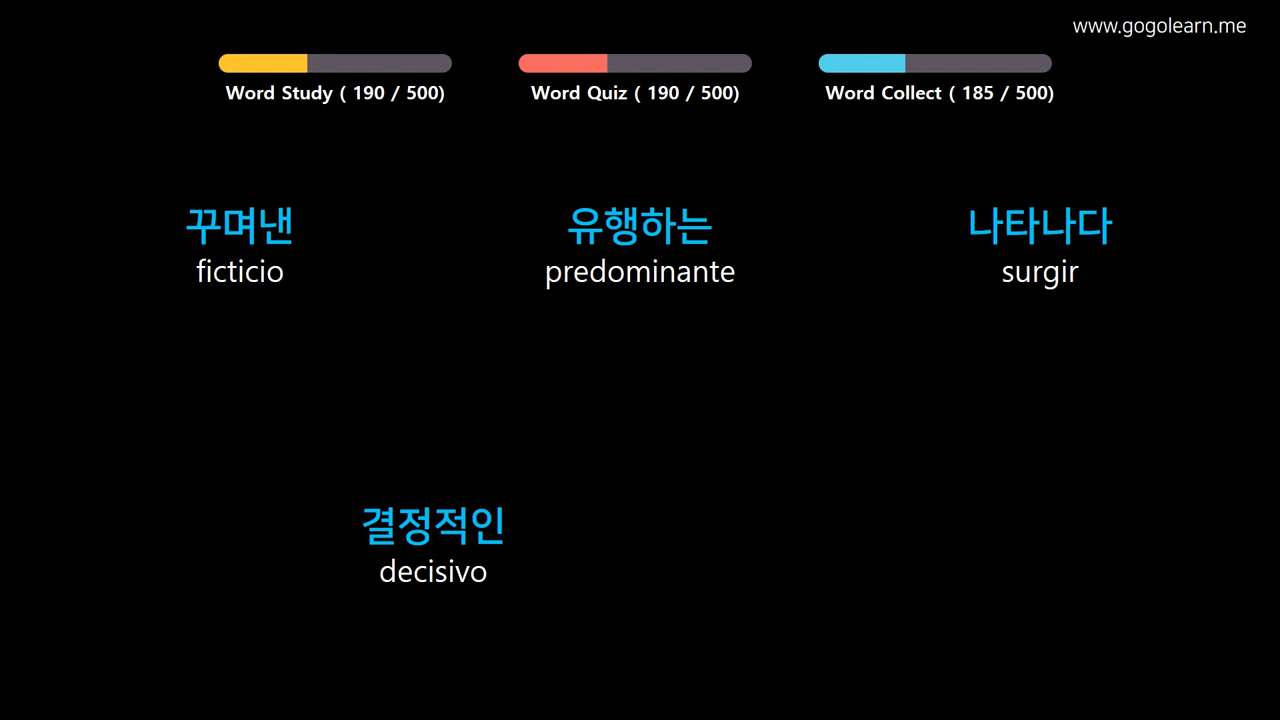 www.gogolearn.me
Word Study ( 190 / 500)
Word Quiz ( 190 / 500)
Word Collect ( 185 / 500)
꾸며낸
ficticio
유행하는
predominante
나타나다
surgir
결정적인
decisivo